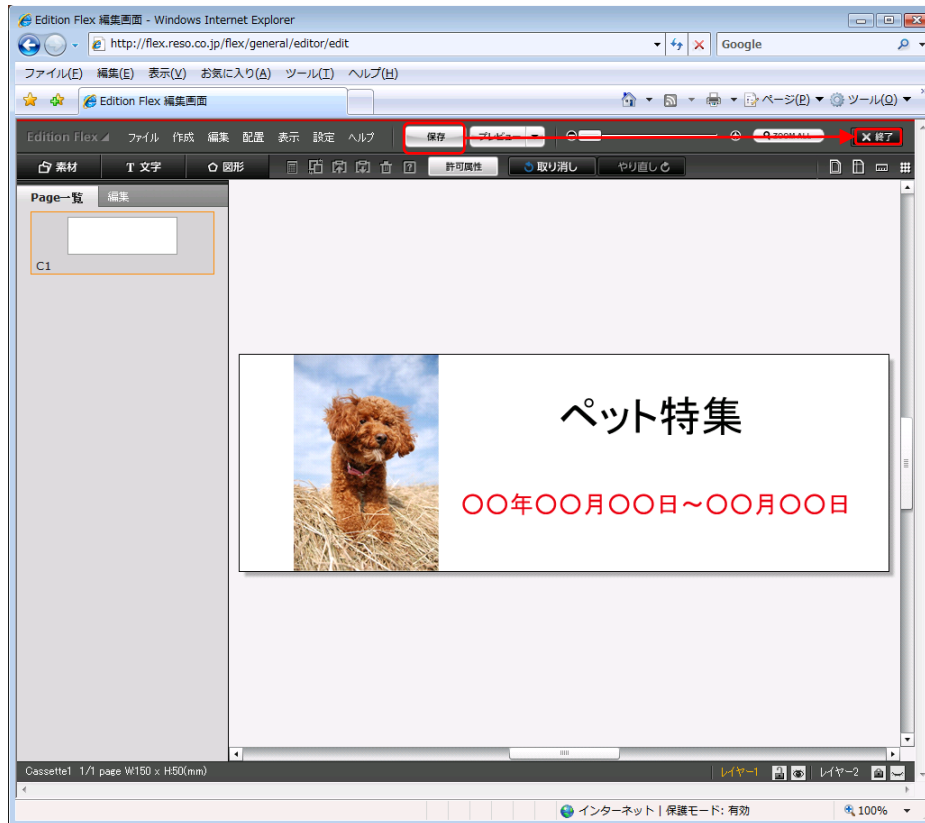 Edition Flex 編集画面 - Windows Internet Explorer
http://flex.reso.co.jp/flex/general/editor/edit
Google
ファイル(F) 編集(E) 表示(V) お気に入り(A) ツール(T) ヘルプ(H)
Edition Flex 編集画面
ページ(P) ツール(O)
Edition Flex ファイル 作成 編集 配置 表示 設定 ヘルプ 保存 プレビュー ZOOM ALL 終了
素材 T 文字 図形 許可属性 取り消し やり直し
Page一覧 編集
C1
ペット特集
〇〇年〇〇月〇〇日～〇〇月〇〇日
Cassette1 1/1 page W:150 x H:50(mm) レイヤー1 レイヤー2
インターネット | 保護モード: 有効 100%